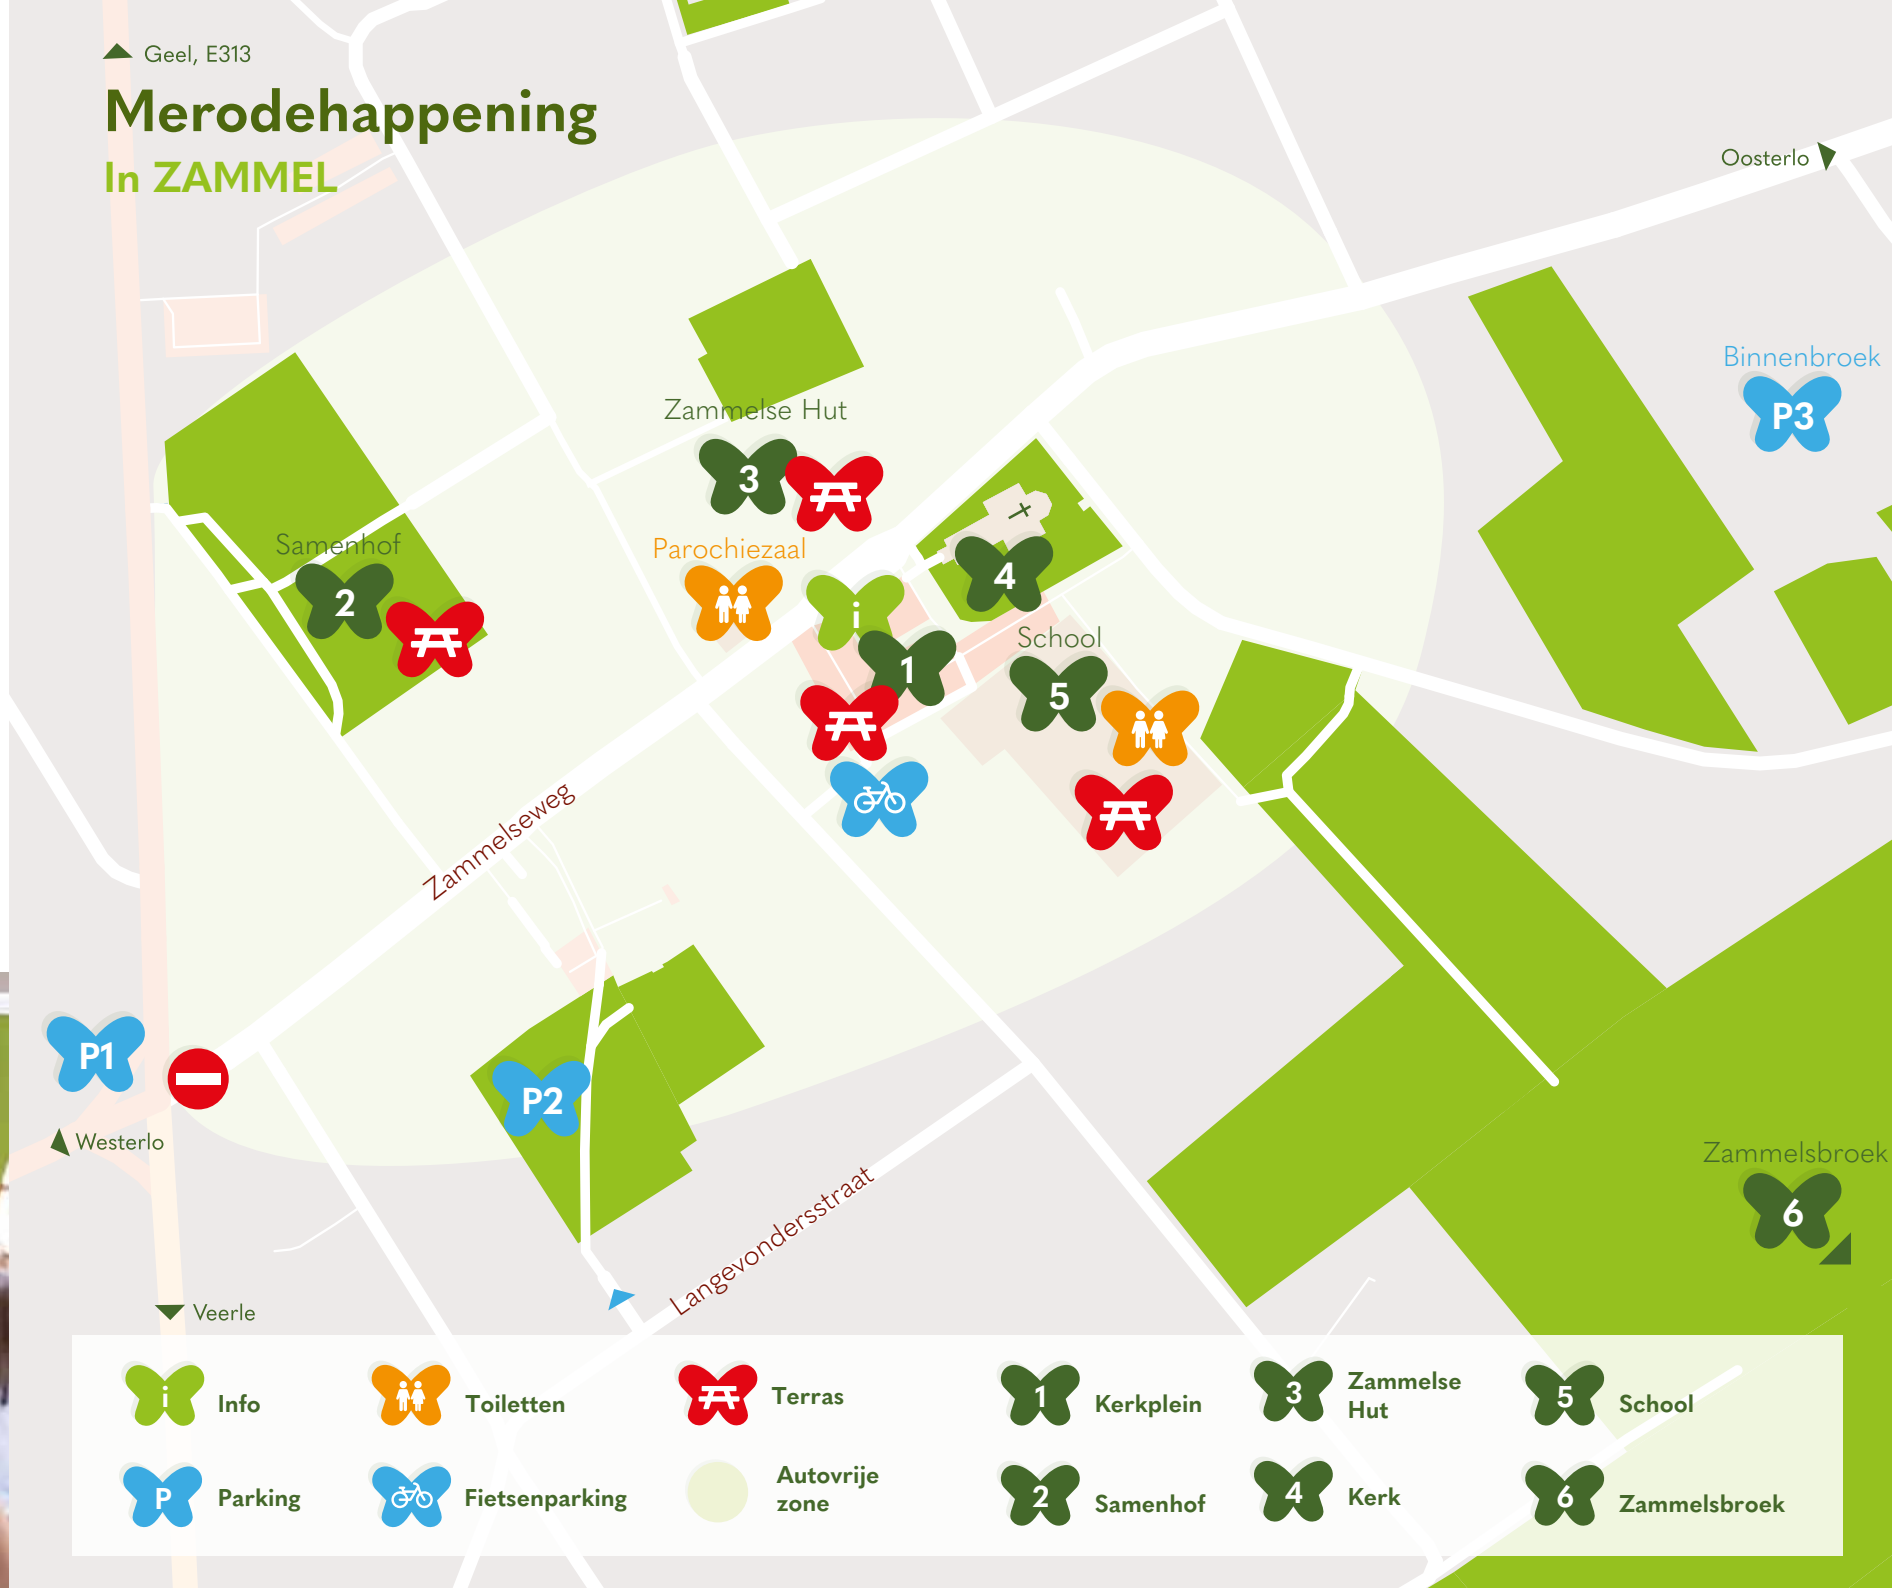 Geel, E313
Merodehappening
In ZAMMEL
Oosterlo
Binnenbroek
P3
Zammelse Hut
3
Samenhof
2
Parochiezaal
i
4
1
School
5
Zammelseweg
P1
P2
Westerlo
Zammelsbroek
6
Langevondersstraat
Veerle
i Info
Toiletten
Terras
1 Kerkplein
3 Zammelse
Hut
5 School
P Parking
Fietsenparking
Autovrije
zone
2 Samenhof
4 Kerk
6 Zammelsbroek